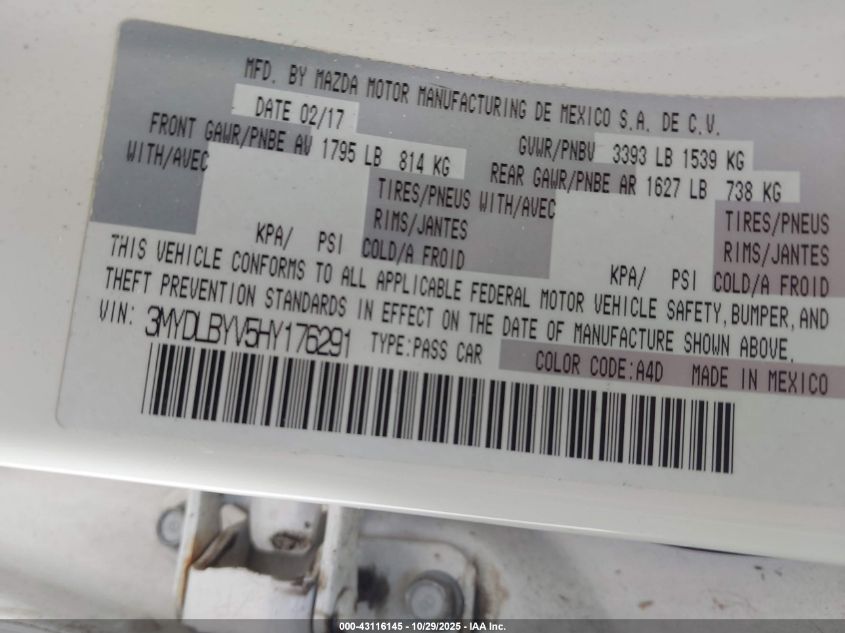 MFD. BY MAZDA MOTOR MANUFACTURING DE MEXICO S.A. DE C.V.
DATE 02/17 GVWR/PNBV 3393 LB 1539 KG
FRONT GAWR/PNBE AV 1795 LB 814 KG REAR GAWR/PNBE AR 1627 LB 738 KG
WITH/AVEC TIRES/PNEUS WITH/AVEC TIRES/PNEUS
RIMS/JANTES RIMS/JANTES
KPA/ PSI COLD/A FROID KPA/ PSI COLD/A FROID
THIS VEHICLE CONFORMS TO ALL APPLICABLE FEDERAL MOTOR VEHICLE SAFETY, BUMPER, AND
THEFT PREVENTION STANDARDS IN EFFECT ON THE DATE OF MANUFACTURE SHOWN ABOVE.
VIN: 3MYDLBYV5HY176291 TYPE:PASS CAR COLOR CODE:A4D MADE IN MEXICO
000-43116145 - 10/29/2025 - IAA Inc.